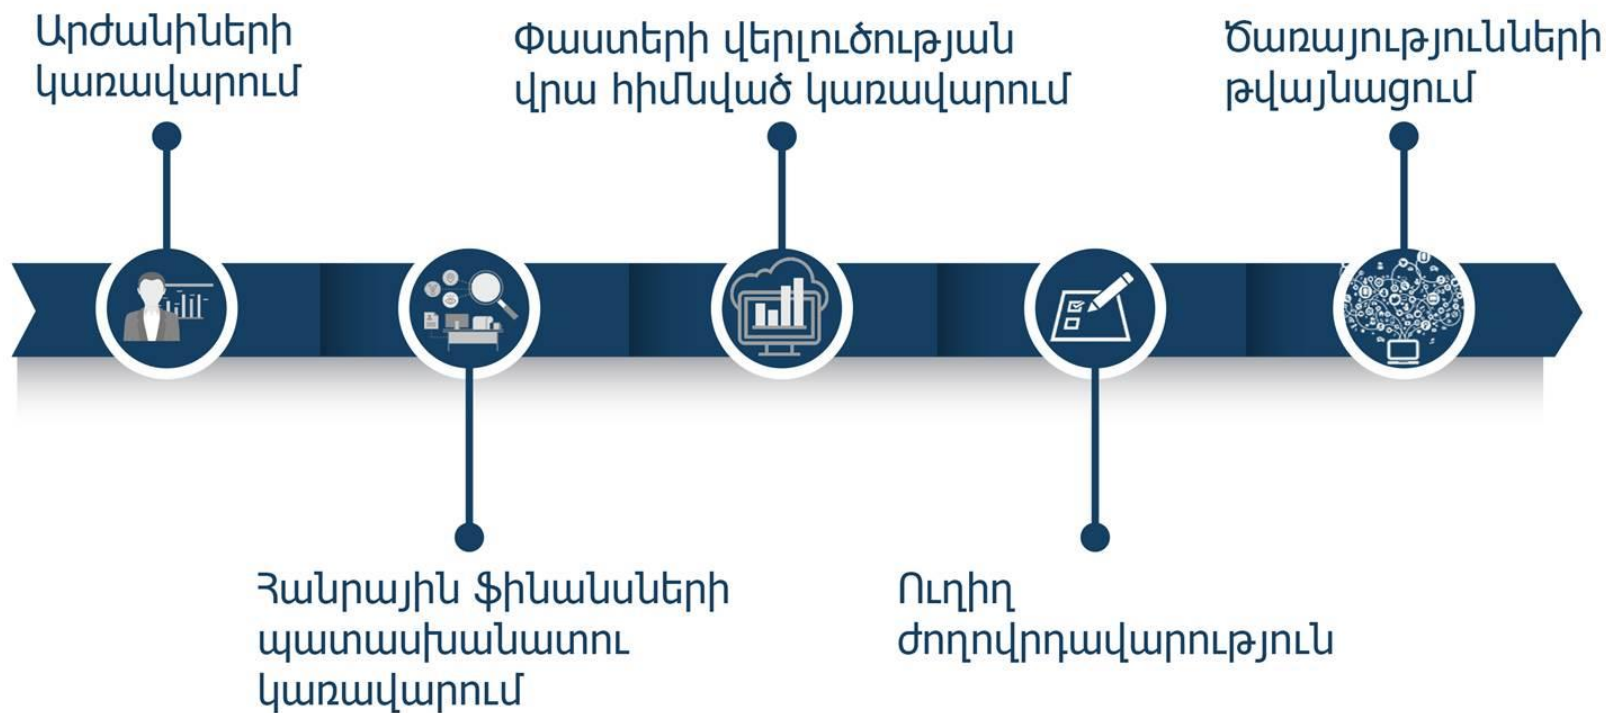 Արժանիների
կառավարում
Փաստերի վերլուծության
վրա հիմնված կառավարում
Ծառայությունների
թվայնացում
Հանրային ֆինանսների
պատասխանատու
կառավարում
Ուղիղ
ժողովրդավարություն